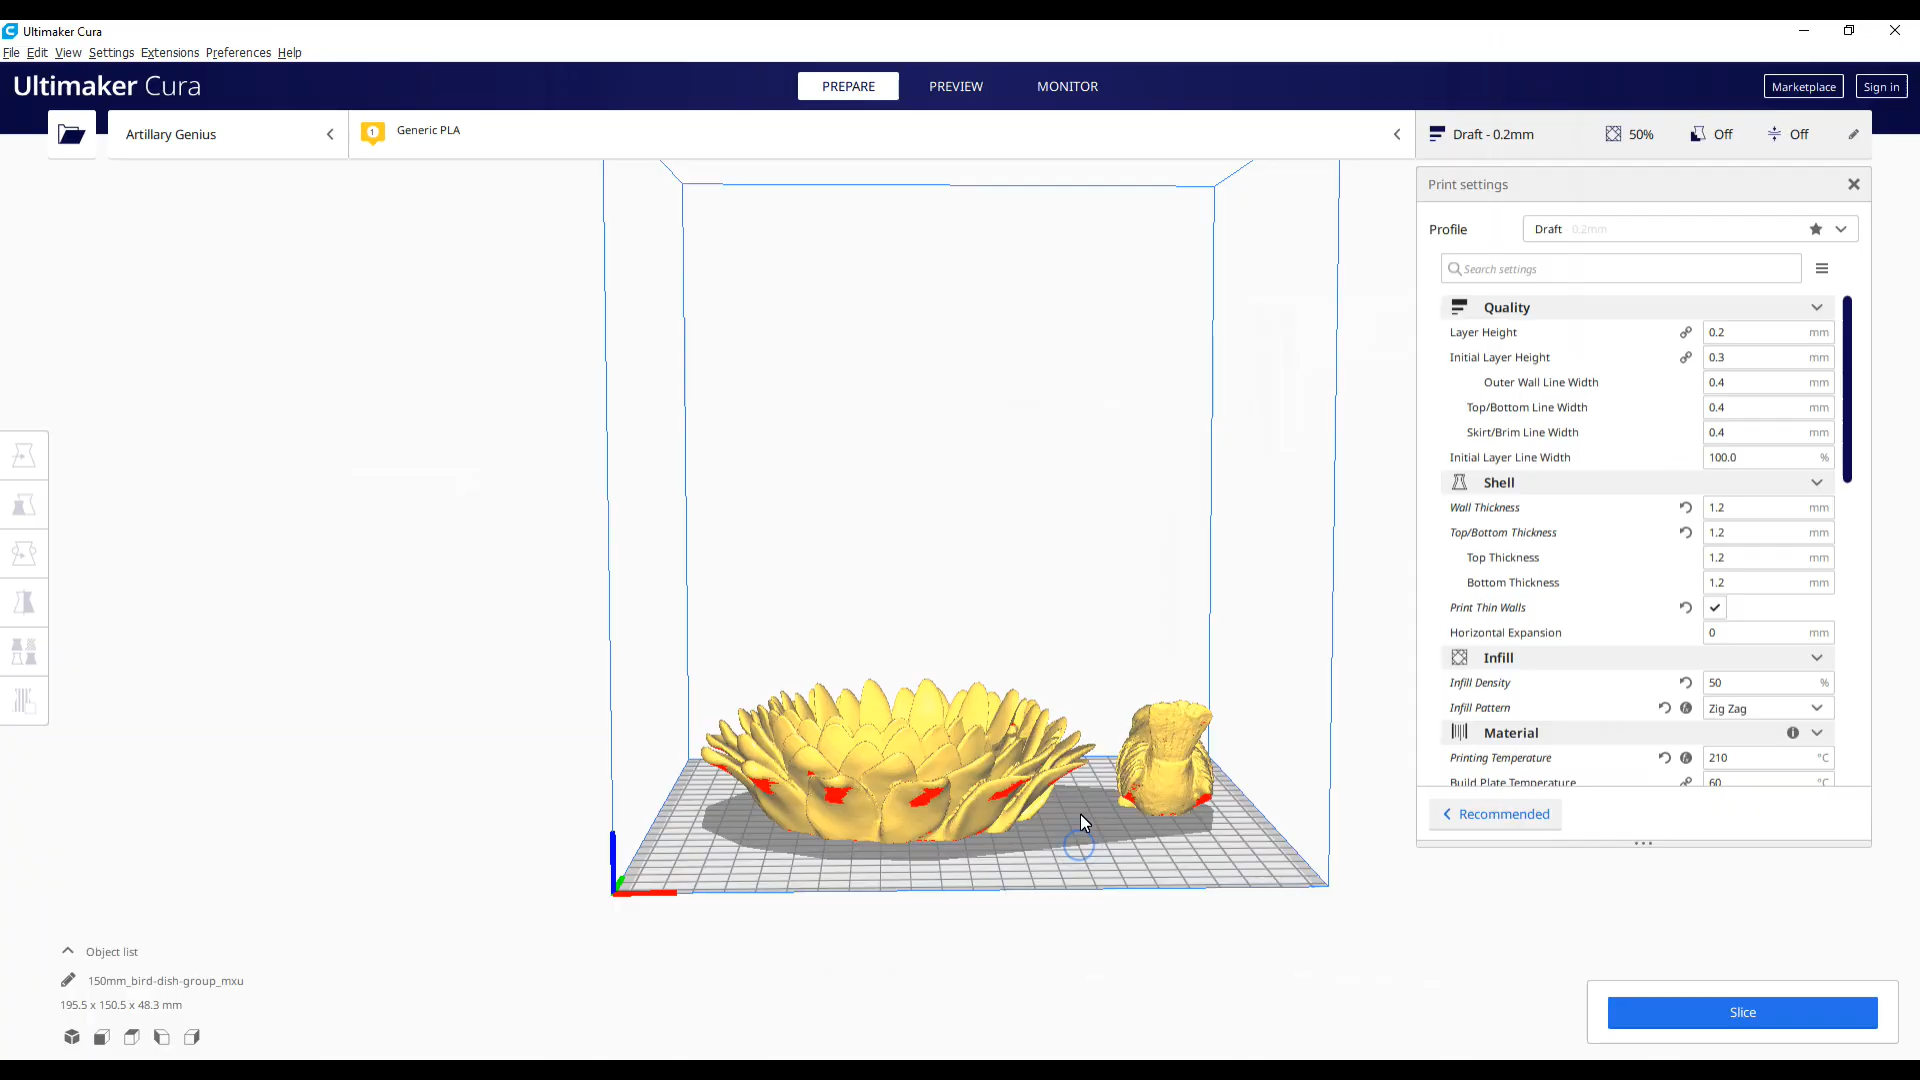 Ultimaker Cura
File Edit View Settings Extensions Preferences Help
Ultimaker Cura
PREPARE
PREVIEW
MONITOR
Marketplace
Sign in
Artillary Genius
1
Generic PLA
Draft - 0.2mm
50%
Off
Off
Print settings
Profile
Draft 0.2mm
Search settings
Quality
Layer Height 0.2 mm
Initial Layer Height 0.3 mm
Outer Wall Line Width 0.4 mm
Top/Bottom Line Width 0.4 mm
Skirt/Brim Line Width 0.4 mm
Initial Layer Line Width 100.0 %
Shell
Wall Thickness 1.2 mm
Top/Bottom Thickness 1.2 mm
Top Thickness 1.2 mm
Bottom Thickness 1.2 mm
Print Thin Walls
Horizontal Expansion 0 mm
Infill
Infill Density 50 %
Infill Pattern Zig Zag
Material
Printing Temperature 210 °C
Build Plate Temperature 60 °C
Recommended
Object list
150mm_bird-dish-group_mxu
195.5 x 150.5 x 48.3 mm
Slice